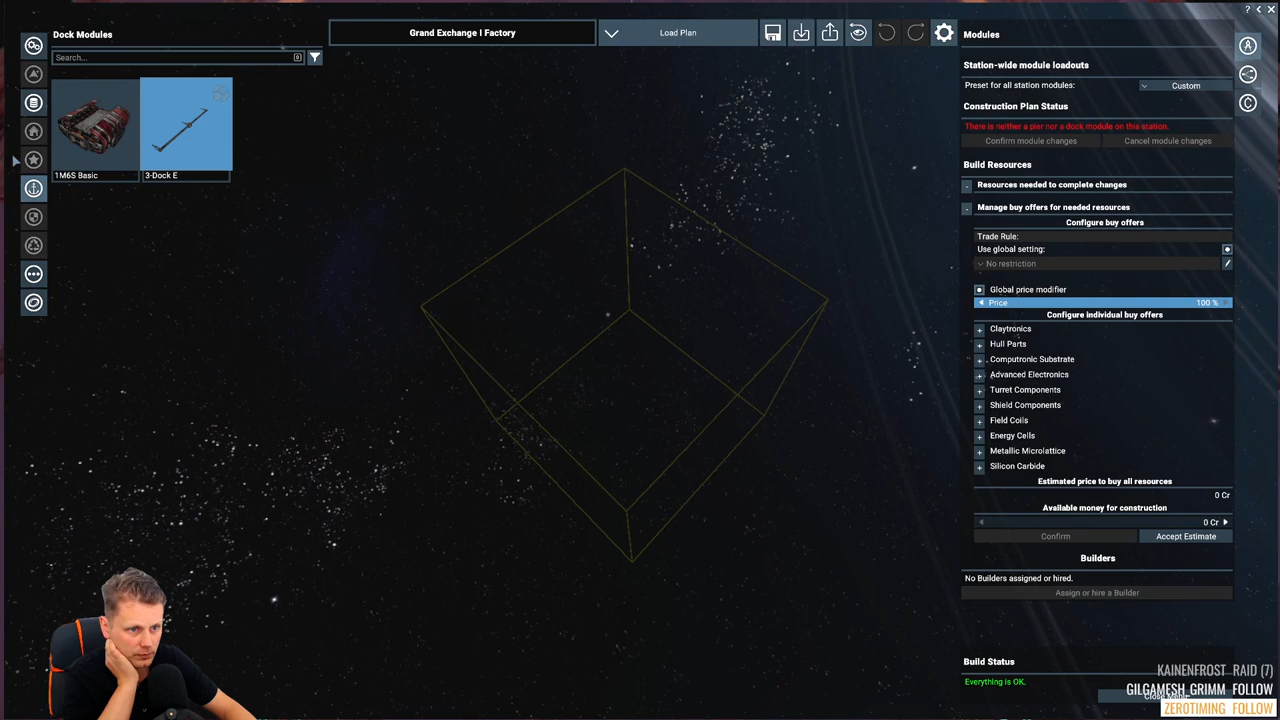 Dock Modules
Search...
1M6S Basic
3-Dock E
Grand Exchange I Factory
Load Plan
?
Modules
Station-wide module loadouts
Preset for all station modules:
Custom
Construction Plan Status
There is neither a pier nor a dock module on this station.
Confirm module changes
Cancel module changes
Build Resources
- Resources needed to complete changes
- Manage buy offers for needed resources
Configure buy offers
Trade Rule:
Use global setting:
No restriction
Global price modifier
Price 100 %
Configure individual buy offers
+ Claytronics
+ Hull Parts
+ Computronic Substrate
+ Advanced Electronics
+ Turret Components
+ Shield Components
+ Field Coils
+ Energy Cells
+ Metallic Microlattice
+ Silicon Carbide
Estimated price to buy all resources
0 Cr
Available money for construction
0 Cr
Confirm
Accept Estimate
Builders
No Builders assigned or hired.
Assign or hire a Builder
Build Status
Everything is OK.
KAINENFROST_RAID (7)
GILGAMESH_GRIMM FOLLOW
ZEROTIMING FOLLOW